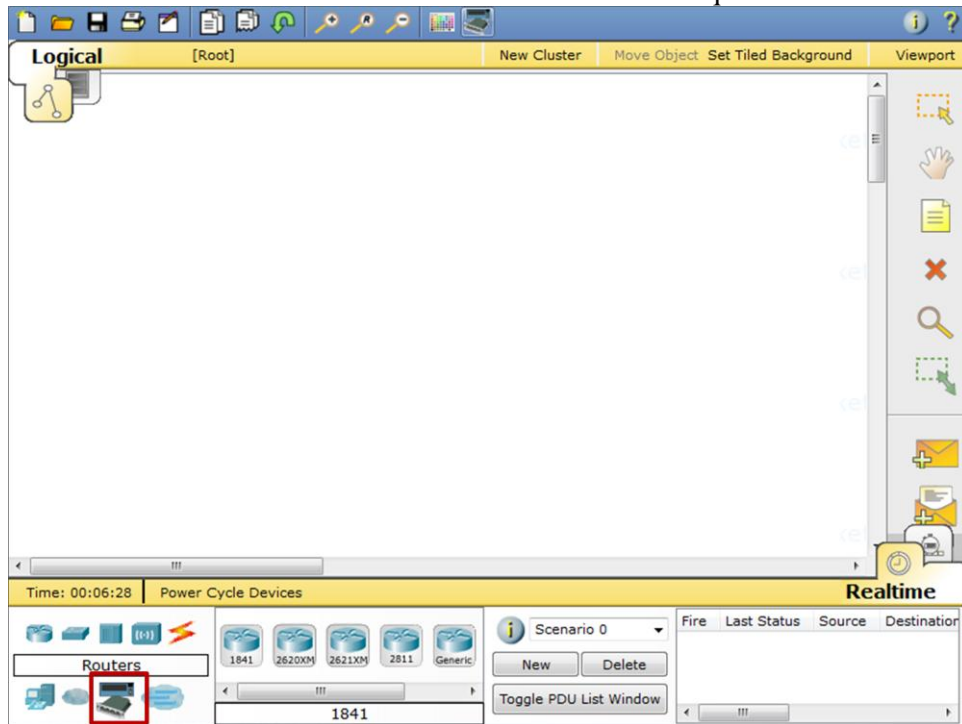 Logical [Root] New Cluster Move Object Set Tiled Background Viewport
Time: 00:06:28 Power Cycle Devices Realtime
Routers
1841 2620XM 2621XM 2811 Generic
1841
Scenario 0
New Delete
Toggle PDU List Window
Fire Last Status Source Destination